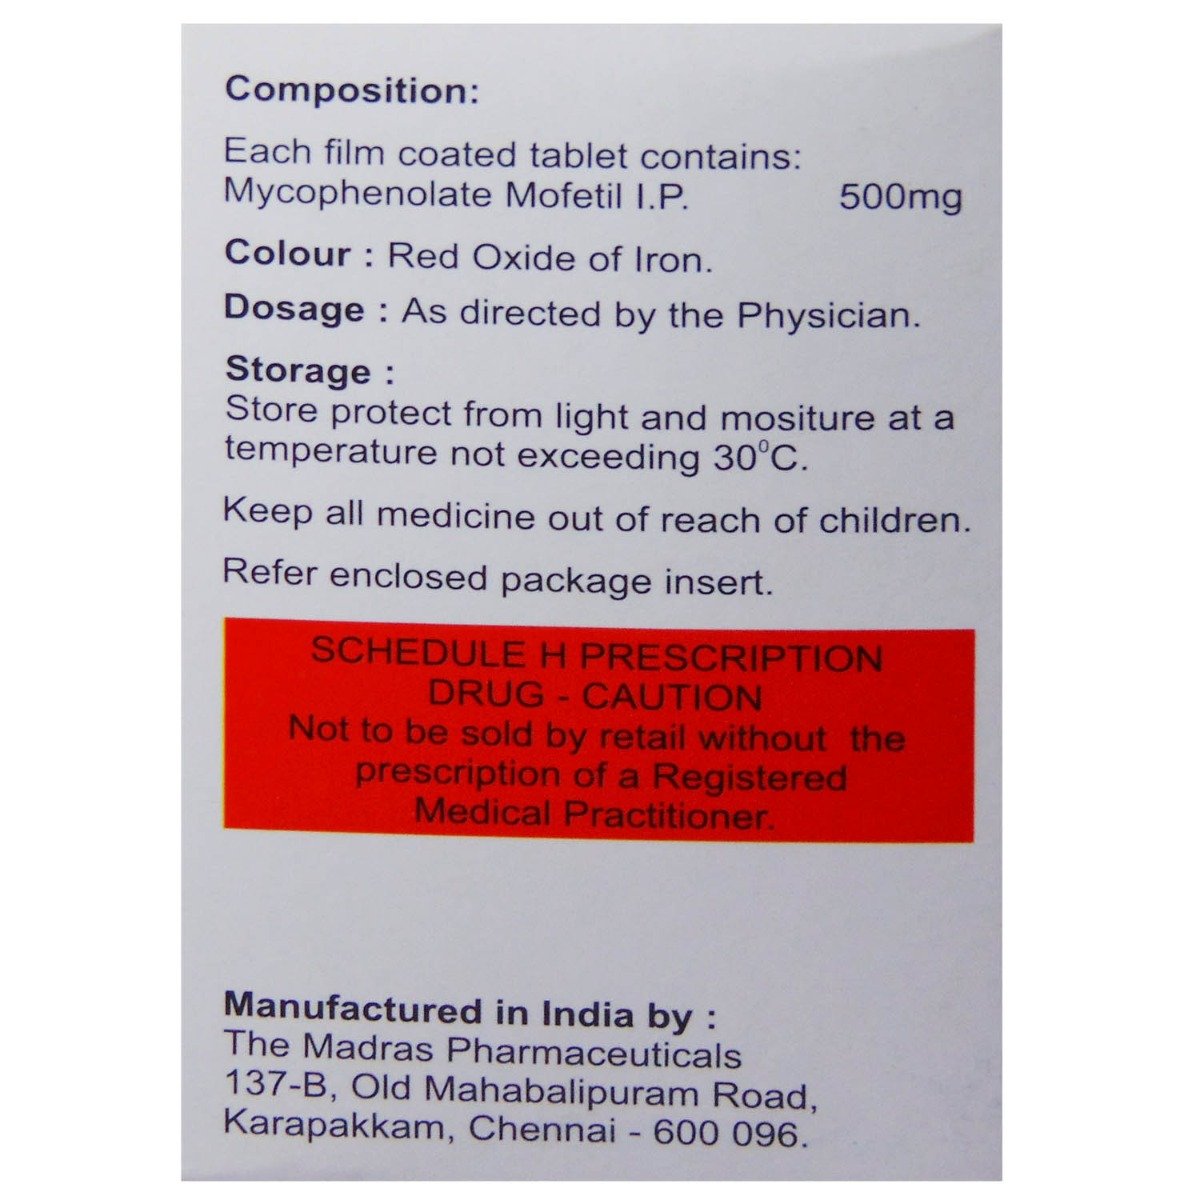 Composition:
Each film coated tablet contains:
Mycophenolate Mofetil I.P. 500mg
Colour : Red Oxide of Iron.
Dosage : As directed by the Physician.
Storage :
Store protect from light and mositure at a
temperature not exceeding 30⁰C.
Keep all medicine out of reach of children.
Refer enclosed package insert.
SCHEDULE H PRESCRIPTION
DRUG - CAUTION
Not to be sold by retail without the
prescription of a Registered
Medical Practitioner.
Manufactured in India by :
The Madras Pharmaceuticals
137-B, Old Mahabalipuram Road,
Karapakkam, Chennai - 600 096.